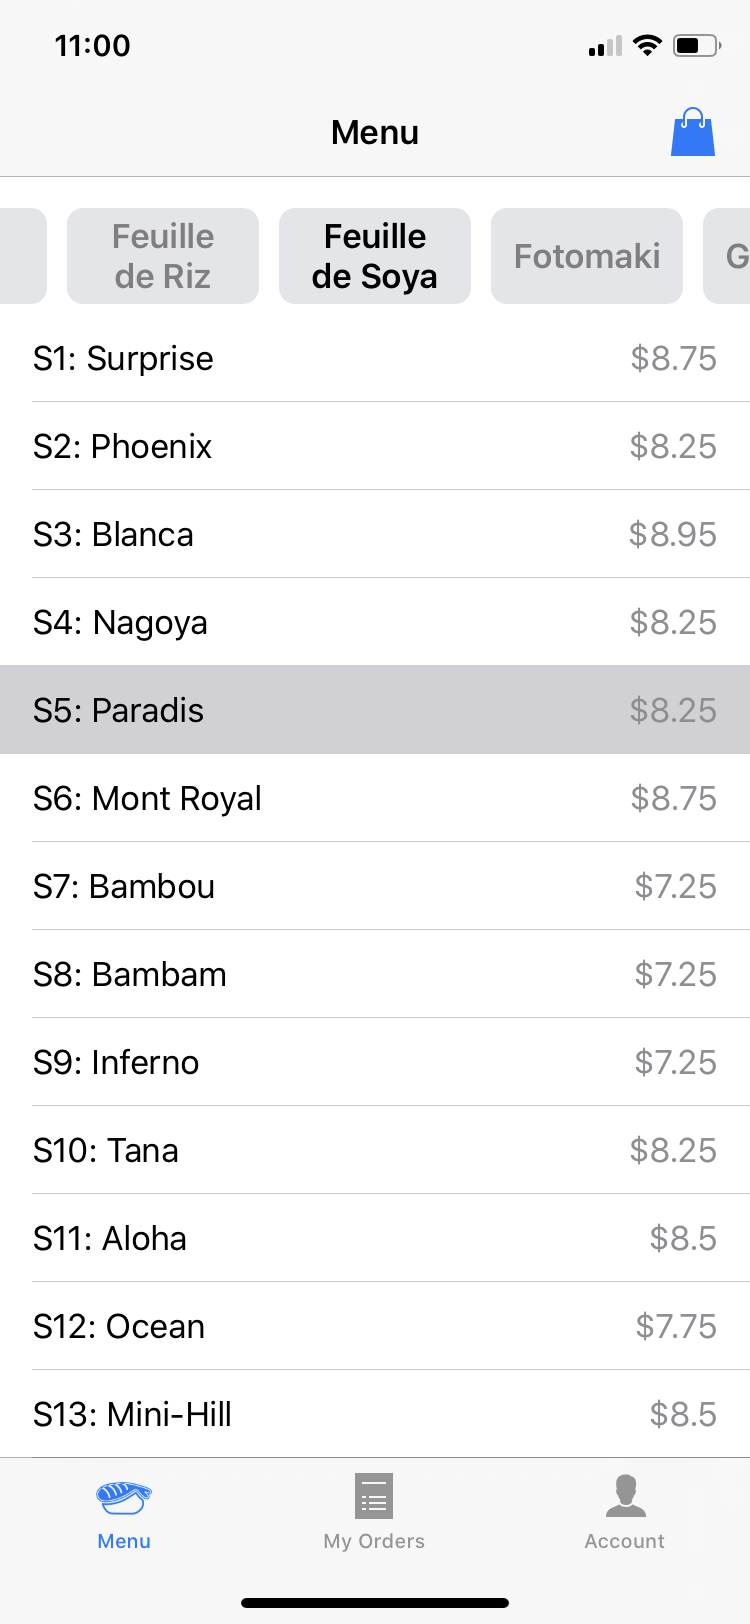 11:00
Menu
Feuille
de Riz
Feuille
de Soya
Fotomaki
G
S1: Surprise $8.75
S2: Phoenix $8.25
S3: Blanca $8.95
S4: Nagoya $8.25
S5: Paradis $8.25
S6: Mont Royal $8.75
S7: Bambou $7.25
S8: Bambam $7.25
S9: Inferno $7.25
S10: Tana $8.25
S11: Aloha $8.5
S12: Ocean $7.75
S13: Mini-Hill $8.5
Menu
My Orders
Account